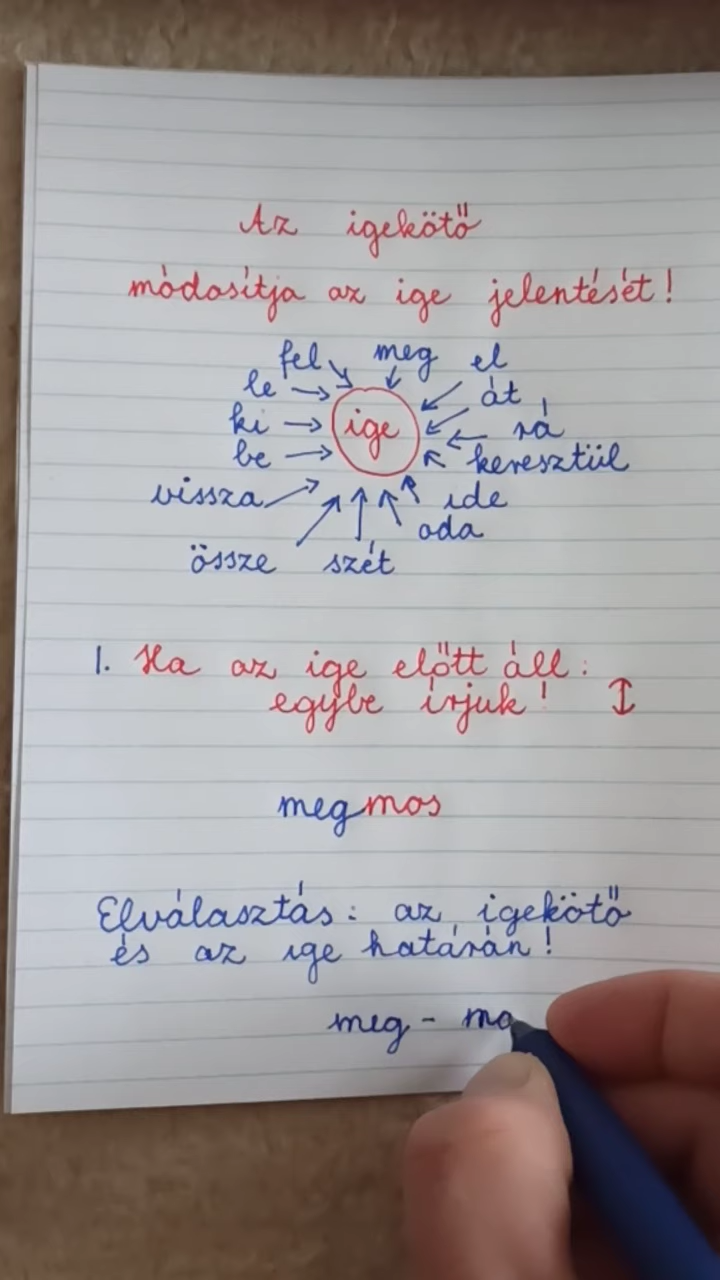 Az igekötő
módosítja az ige jelentését!
fel meg el
le át
ki ige rá
be keresztül
vissza ide
oda
össze szét
1. Ha az ige előtt áll:
egybe írjuk!
megmos
Elválasztás: az igekötő
és az ige határán!
meg - mo